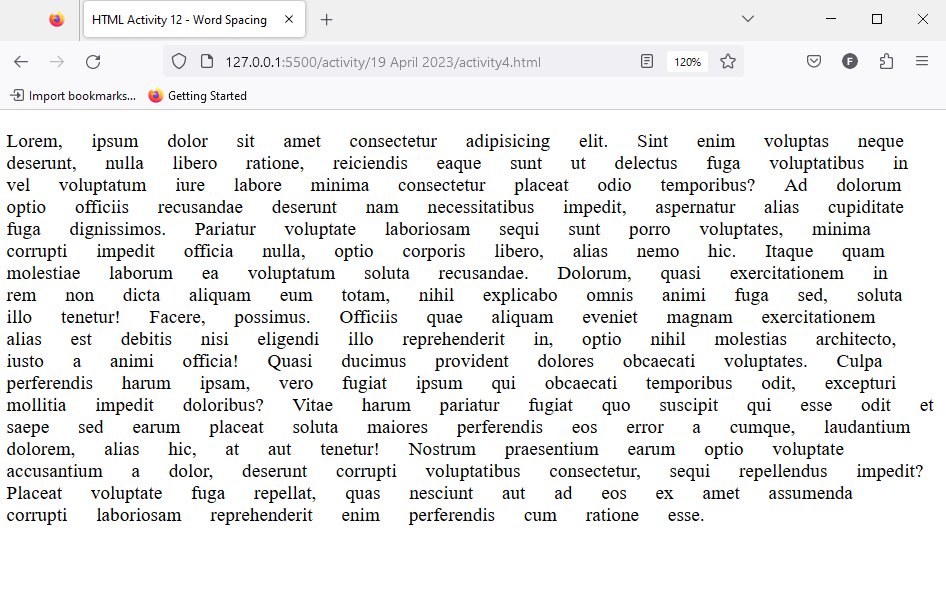 HTML Activity 12 - Word Spacing
127.0.0.1:5500/activity/19 April 2023/activity4.html
120%
F
Import bookmarks...
Getting Started
Lorem, ipsum dolor sit amet consectetur adipisicing elit. Sint enim voluptas neque
deserunt, nulla libero ratione, reiciendis eaque sunt ut delectus fuga voluptatibus in
vel voluptatum iure labore minima consectetur placeat odio temporibus? Ad dolorum
optio officiis recusandae deserunt nam necessitatibus impedit, aspernatur alias cupiditate
fuga dignissimos. Pariatur voluptate laboriosam sequi sunt porro voluptates, minima
corrupti impedit officia nulla, optio corporis libero, alias nemo hic. Itaque quam
molestiae laborum ea voluptatum soluta recusandae. Dolorum, quasi exercitationem in
rem non dicta aliquam eum totam, nihil explicabo omnis animi fuga sed, soluta
illo tenetur! Facere, possimus. Officiis quae aliquam eveniet magnam exercitationem
alias est debitis nisi eligendi illo reprehenderit in, optio nihil molestias architecto,
iusto a animi officia! Quasi ducimus provident dolores obcaecati voluptates. Culpa
perferendis harum ipsam, vero fugiat ipsum qui obcaecati temporibus odit, excepturi
mollitia impedit doloribus? Vitae harum pariatur fugiat quo suscipit qui esse odit et
saepe sed earum placeat soluta maiores perferendis eos error a cumque, laudantium
dolorem, alias hic, at aut tenetur! Nostrum praesentium earum optio voluptate
accusantium a dolor, deserunt corrupti voluptatibus consectetur, sequi repellendus impedit?
Placeat voluptate fuga repellat, quas nesciunt aut ad eos ex amet assumenda
corrupti laboriosam reprehenderit enim perferendis cum ratione esse.